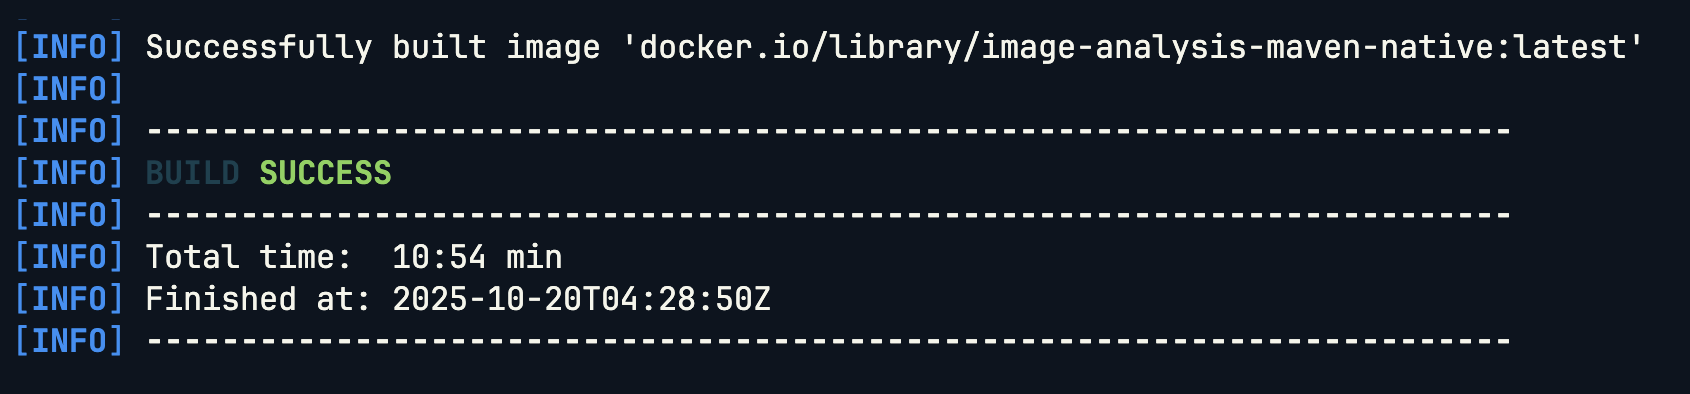 [INFO] Successfully built image 'docker.io/library/image-analysis-maven-native:latest'
[INFO]
[INFO] ------------------------------------------------------------------------
[INFO] BUILD SUCCESS
[INFO] ------------------------------------------------------------------------
[INFO] Total time:  10:54 min
[INFO] Finished at: 2025-10-20T04:28:50Z
[INFO] ------------------------------------------------------------------------